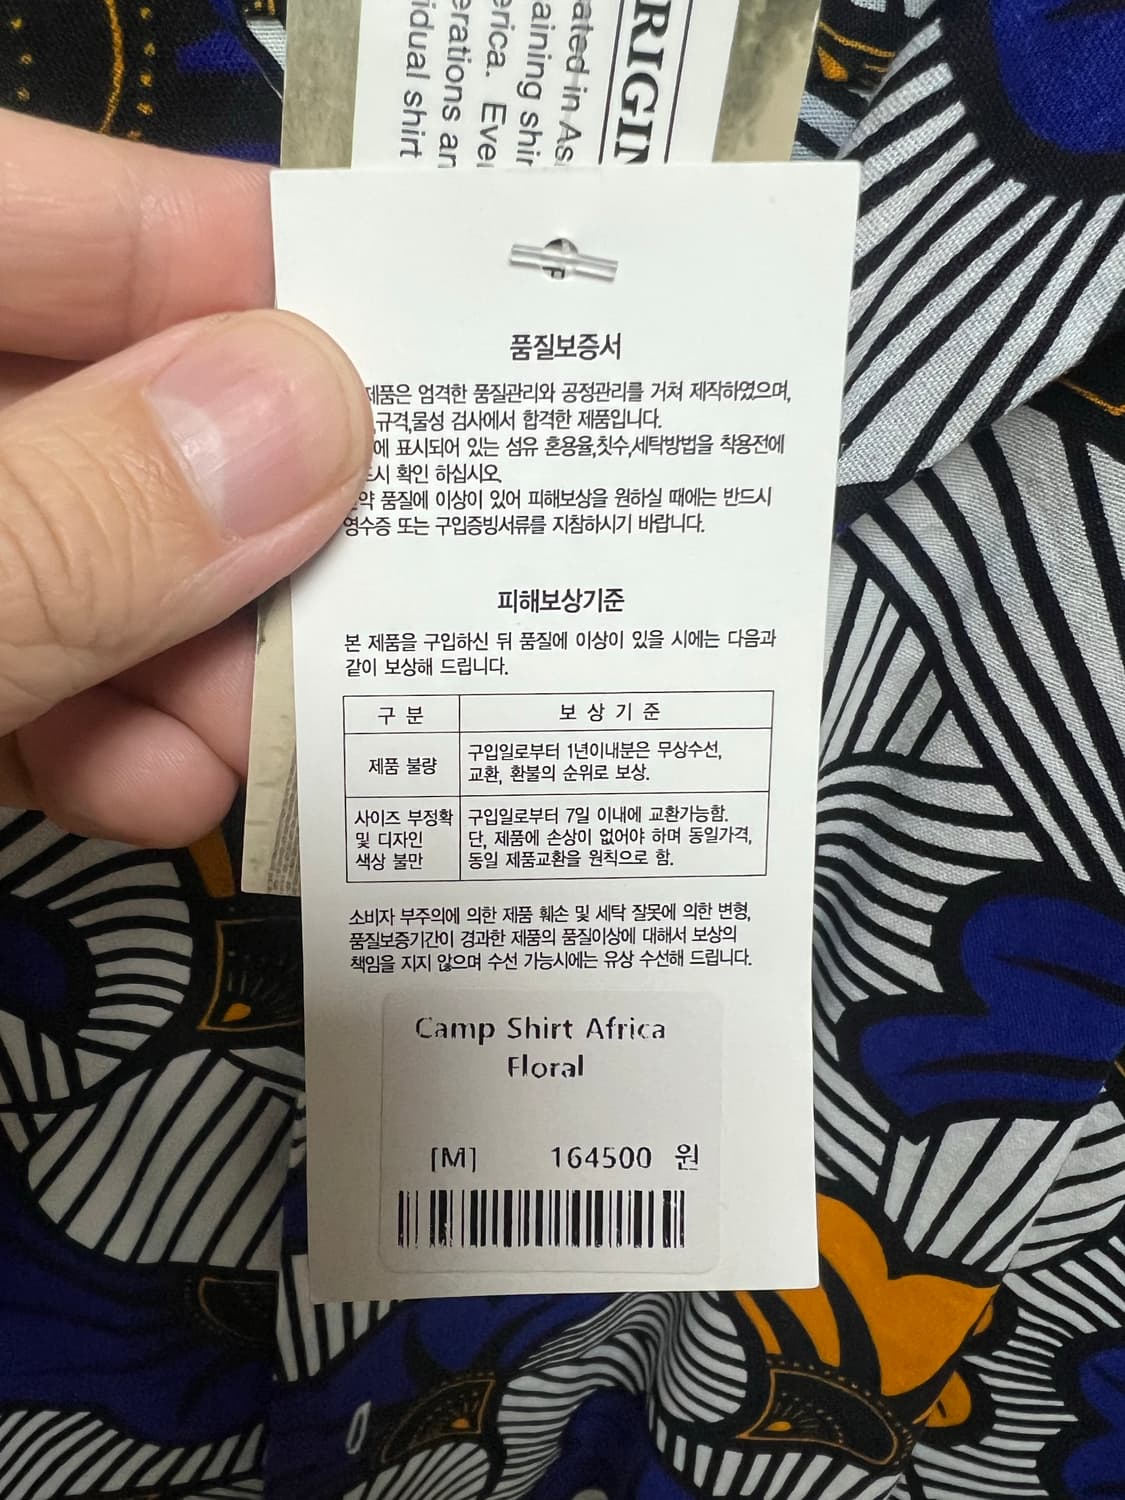 RIGIN
ated in As
aining shir
erica. Ever
erations an
idual shirt
품질보증서
제품은 엄격한 품질관리와 공정관리를 거쳐 제작하였으며,
,규격,물성 검사에서 합격한 제품입니다.
에 표시되어 있는 섬유 혼용율,칫수,세탁방법을 착용전에
드시 확인 하십시오.
약 품질에 이상이 있어 피해보상을 원하실 때에는 반드시
영수증 또는 구입증빙서류를 지참하시기 바랍니다.
피해보상기준
본 제품을 구입하신 뒤 품질에 이상이 있을 시에는 다음과
같이 보상해 드립니다.
구 분 보 상 기 준
제품 불량 구입일로부터 1년이내분은 무상수선,
교환, 환불의 순위로 보상.
사이즈 부정확 구입일로부터 7일 이내에 교환가능함.
및 디자인 단, 제품에 손상이 없어야 하며 동일가격,
색상 불만 동일 제품교환을 원칙으로 함.
소비자 부주의에 의한 제품 훼손 및 세탁 잘못에 의한 변형,
품질보증기간이 경과한 제품의 품질이상에 대해서 보상의
책임을 지지 않으며 수선 가능시에는 유상 수선해 드립니다.
Camp Shirt Africa
Floral
[M] 164500 원